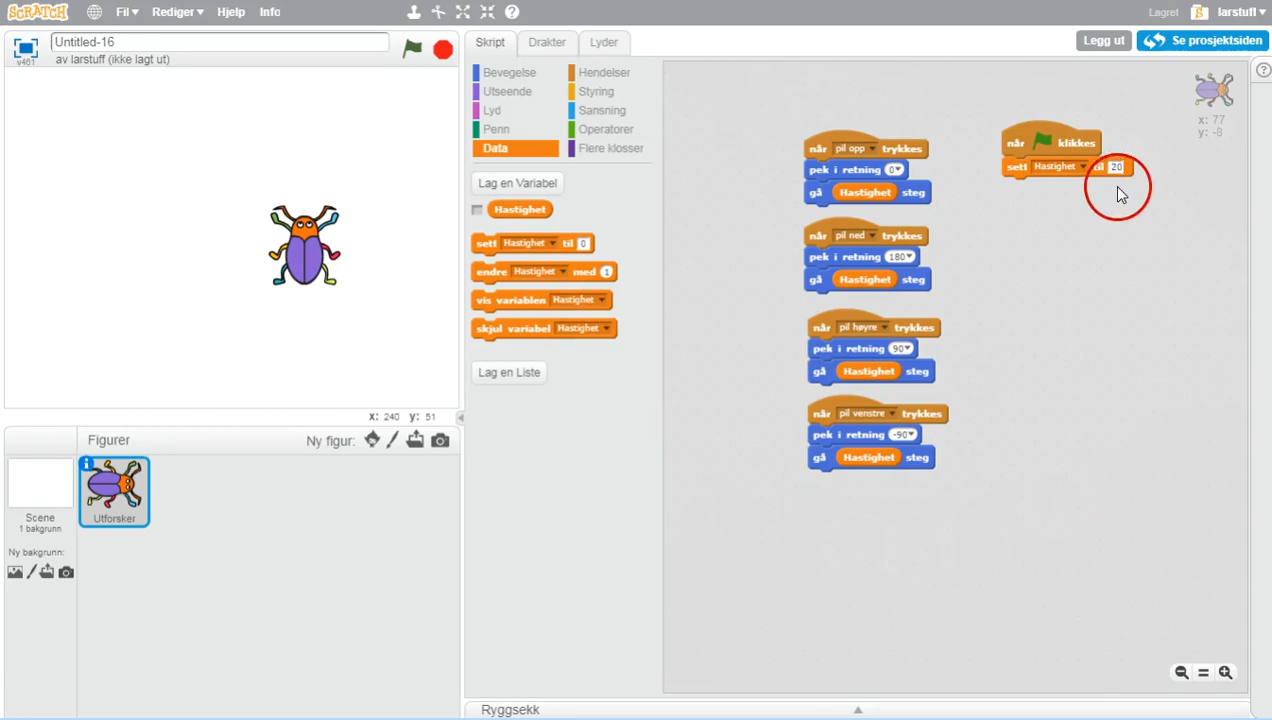 SCRATCH Fil Rediger Hjelp Info Lagret larstufl
v461 Untitled-16
av larstuff (ikke lagt ut)
Skript Drakter Lyder Legg ut Se prosjektsiden
Bevegelse Hendelser
Utseende Styring
Lyd Sansning
Penn Operatorer
Data Flere klosser
Lag en Variabel
Hastighet
sett Hastighet til 0
endre Hastighet med 1
vis variablen Hastighet
skjul variabel Hastighet
Lag en Liste
når pil opp trykkes
pek i retning 0
gå Hastighet steg
når pil ned trykkes
pek i retning 180
gå Hastighet steg
når pil høyre trykkes
pek i retning 90
gå Hastighet steg
når pil venstre trykkes
pek i retning -90
gå Hastighet steg
når klikkes
sett Hastighet til 20
x: 77
y: -8
x: 240 y: 51
Figurer Ny figur:
Scene
1 bakgrunn
Ny bakgrunn:
Utforsker
Ryggsekk